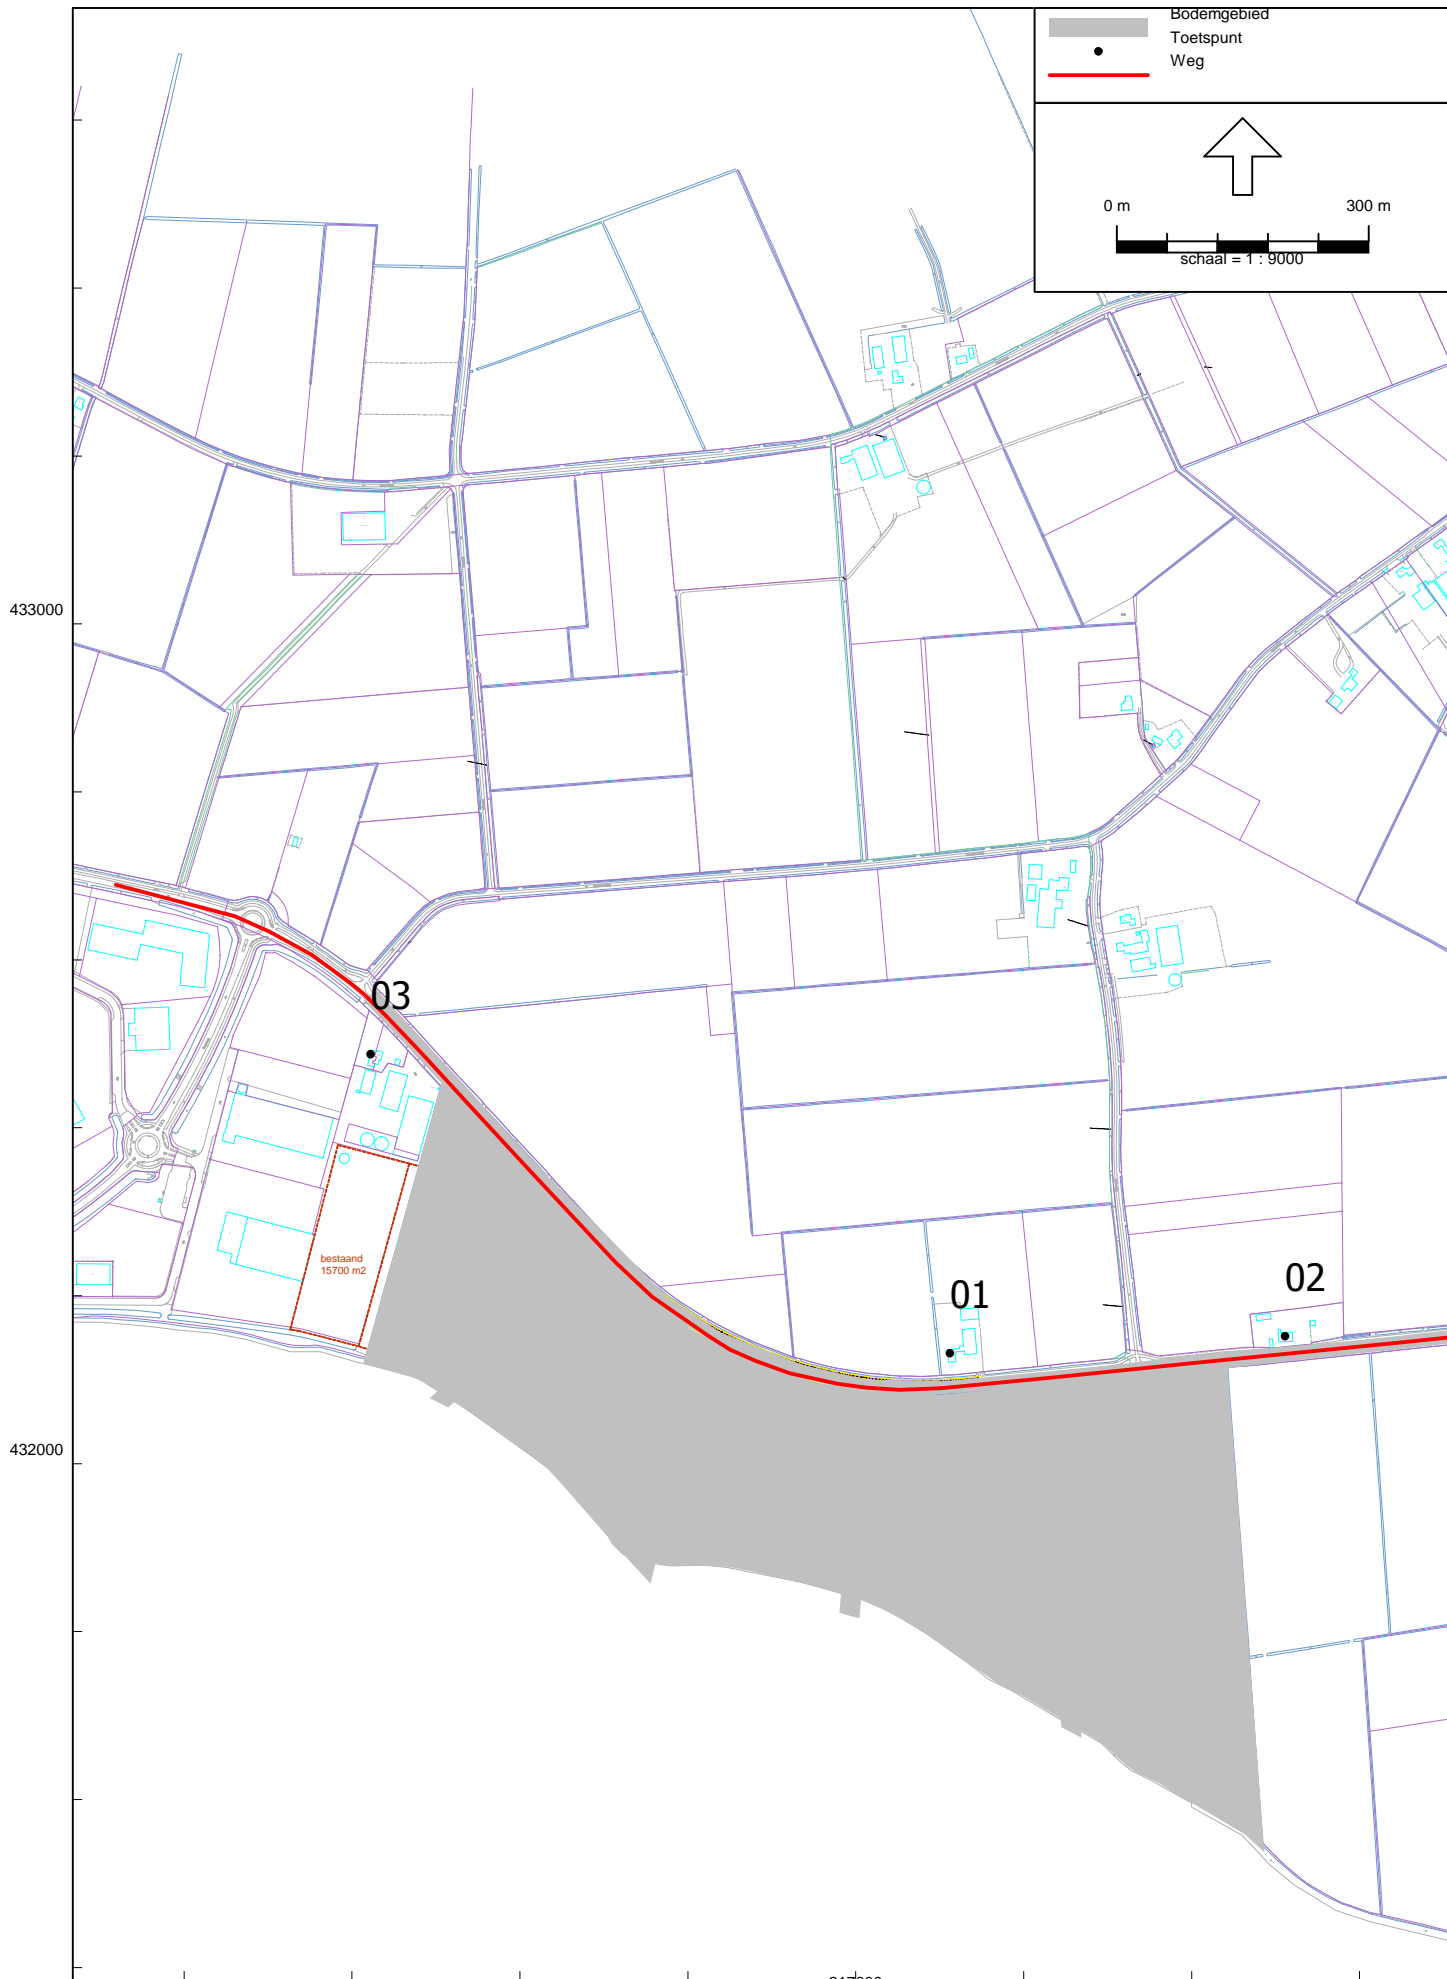 Bodemgebied
Toetspunt
Weg
0 m 300 m
schaal = 1 : 9000
433000
03
bestaand
15700 m2
01
02
432000